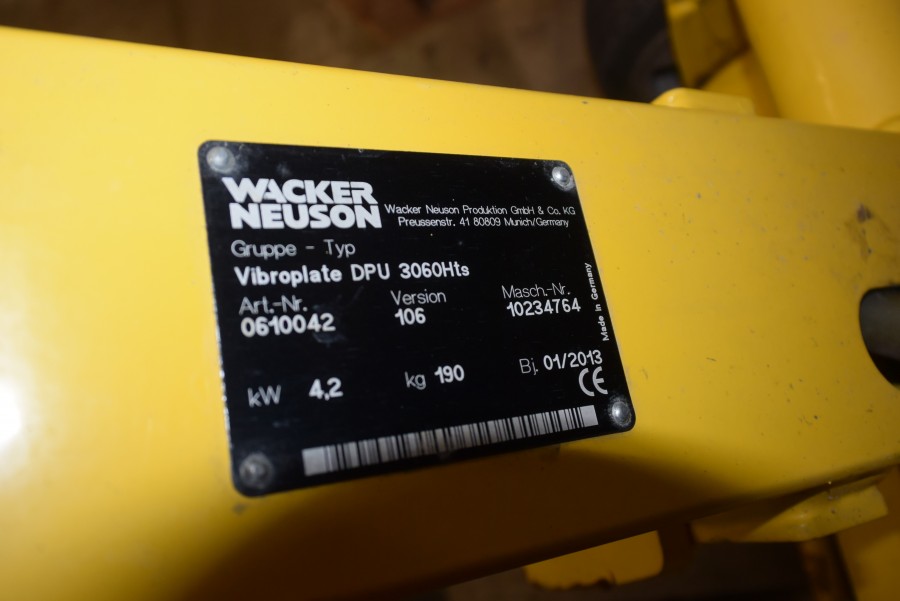 WACKER
NEUSON
Wacker Neuson Produktion GmbH & Co. KG
Preussenstr. 41 80809 Munich/Germany
Gruppe - Typ
Vibroplate DPU 3060Hts
Art.-Nr. Version Masch.-Nr.
0610042 106 10234764
kW 4,2 kg 190 Bj. 01/2013
CE
Made in Germany